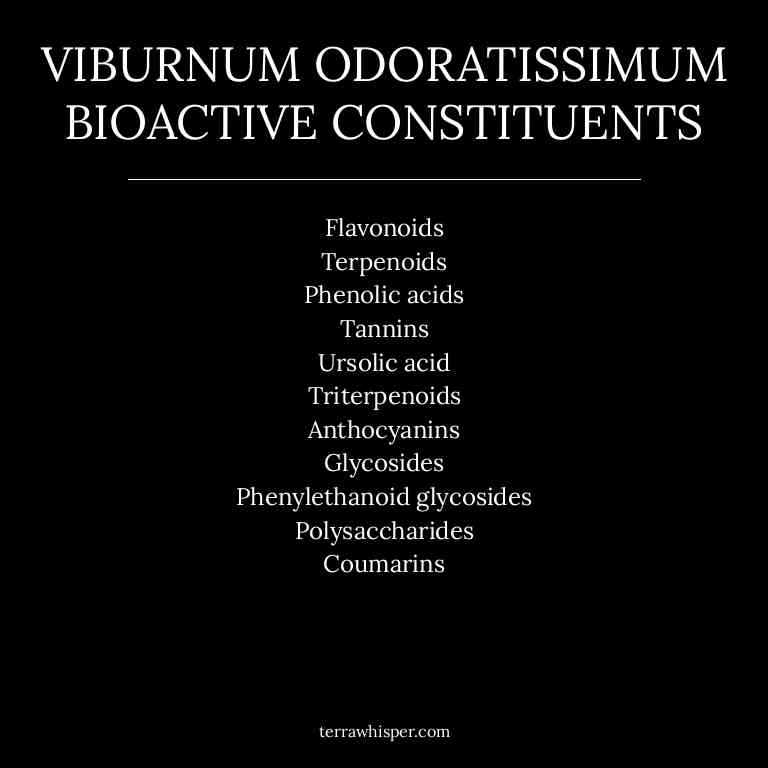 VIBURNUM ODORATISSIMUM
BIOACTIVE CONSTITUENTS
Flavonoids
Terpenoids
Phenolic acids
Tannins
Ursolic acid
Triterpenoids
Anthocyanins
Glycosides
Phenylethanoid glycosides
Polysaccharides
Coumarins
terrawhisper.com